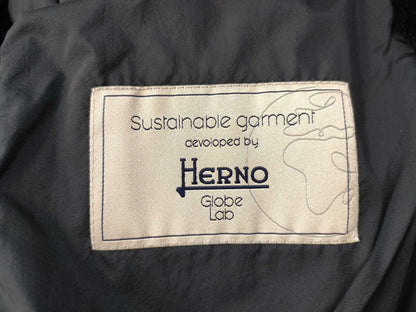 Sustainable garment
developed by
HERNO
Globe
Lab